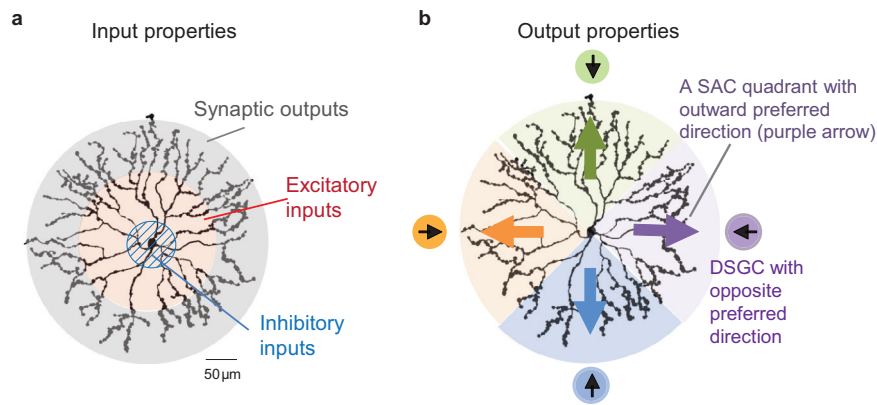 a
Input properties
Synaptic outputs
Excitatory
inputs
Inhibitory
inputs
50 µm
b
Output properties
A SAC quadrant with
outward preferred
direction (purple arrow)
DSGC with
opposite
preferred
direction